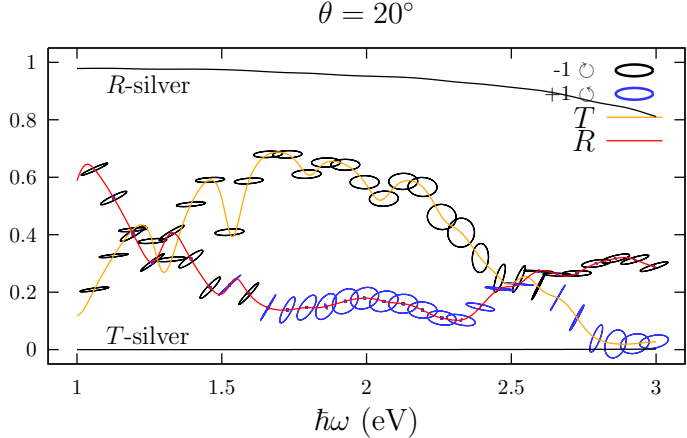 θ = 20°
1
0.8
0.6
0.4
0.2
0
R-silver
T-silver
-1 ↻
+1 ↻
T
R
1 1.5 2 2.5 3
ħω (eV)